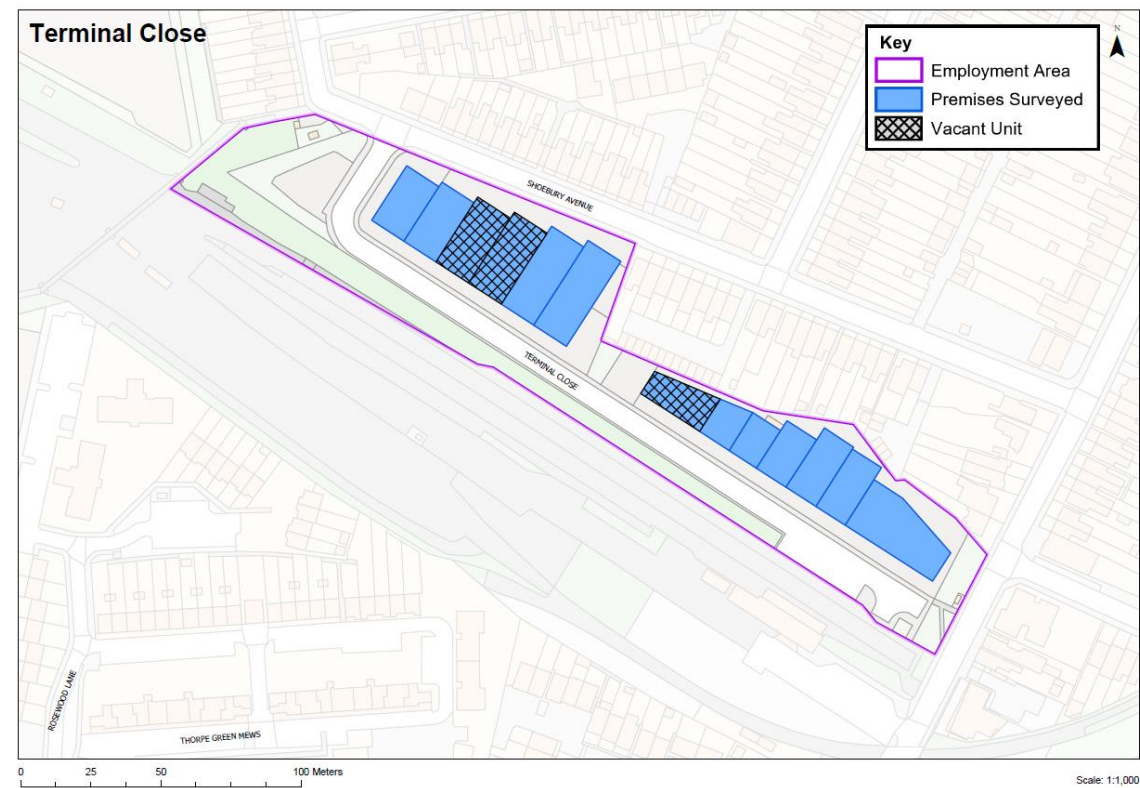 Terminal Close
Key
Employment Area
Premises Surveyed
Vacant Unit
N
SHOEBURY AVENUE
TERMINAL CLOSE
ROSEWOOD LANE
THORPE GREEN MEWS
0 25 50 100 Meters
Scale: 1:1,000